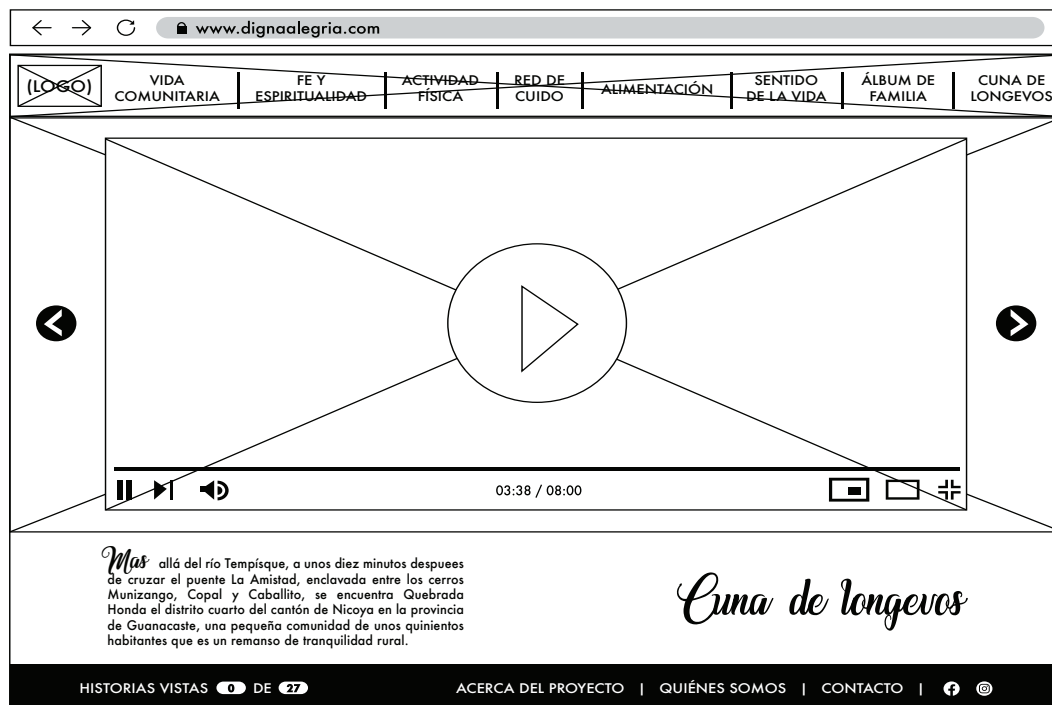 www.dignaalegria.com
(LOGO)
VIDA
COMUNITARIA
FE Y
ESPIRITUALIDAD
ACTIVIDAD
FÍSICA
RED DE
CUIDO
ALIMENTACIÓN
SENTIDO
DE LA VIDA
ÁLBUM DE
FAMILIA
CUNA DE
LONGEVOS
03:38 / 08:00
Mas allá del río Tempísque, a unos diez minutos despuees
de cruzar el puente La Amistad, enclavada entre los cerros
Munizango, Copal y Caballito, se encuentra Quebrada
Honda el distrito cuarto del cantón de Nicoya en la provincia
de Guanacaste, una pequeña comunidad de unos quinientos
habitantes que es un remanso de tranquilidad rural.
Cuna de longevos
HISTORIAS VISTAS 0 DE 27
ACERCA DEL PROYECTO | QUIÉNES SOMOS | CONTACTO |